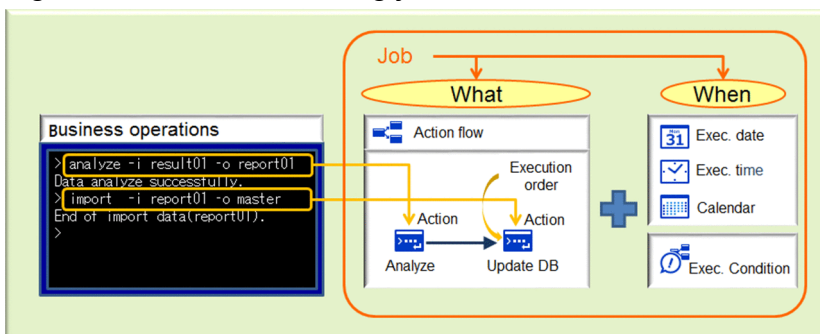 Job
What
When
Business operations
> analyze -i result01 -o report01
Data analyze successfully.
> import -i report01 -o master
End of import data(report01).
>
Action flow
Execution
order
Action
Action
Analyze
Update DB
Mon
31
Exec. date
Exec. time
Calendar
Exec. Condition